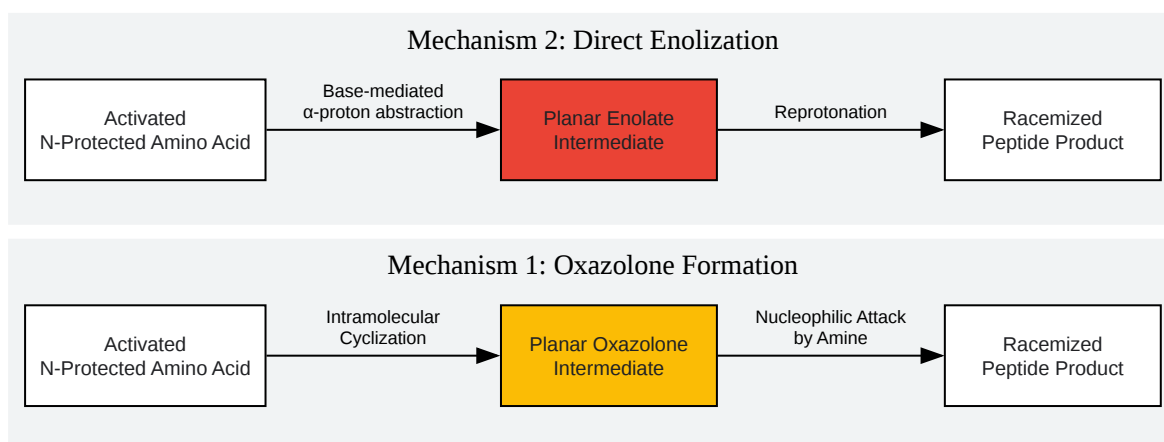 Mechanism 2: Direct Enolization
Activated
N-Protected Amino Acid
Base-mediated
α-proton abstraction
Planar Enolate
Intermediate
Reprotonation
Racemized
Peptide Product
Mechanism 1: Oxazolone Formation
Activated
N-Protected Amino Acid
Intramolecular
Cyclization
Planar Oxazolone
Intermediate
Nucleophilic Attack
by Amine
Racemized
Peptide Product